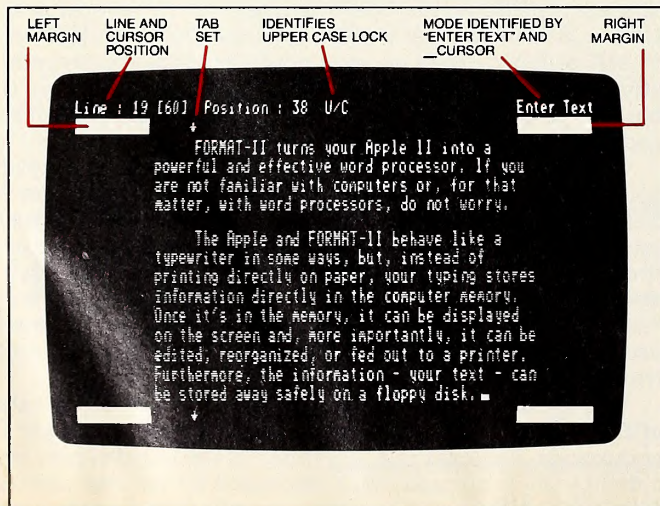 LEFT MARGIN
LINE AND CURSOR POSITION
TAB SET
IDENTIFIES UPPER CASE LOCK
MODE IDENTIFIED BY "ENTER TEXT" AND __CURSOR
RIGHT MARGIN
Line : 19 [60] Position : 38 U/C Enter Text
FORMAT-II turns your Apple II into a
powerful and effective word processor. If you
are not familiar with computers or, for that
matter, with word processors, do not worry.
The Apple and FORMAT-II behave like a
typewriter in some ways, but, instead of
printing directly on paper, your typing stores
information directly in the computer memory.
Once it's in the memory, it can be displayed
on the screen and, more importantly, it can be
edited, reorganized, or fed out to a printer.
Furthermore, the information - your text - can
be stored away safely on a floppy disk.